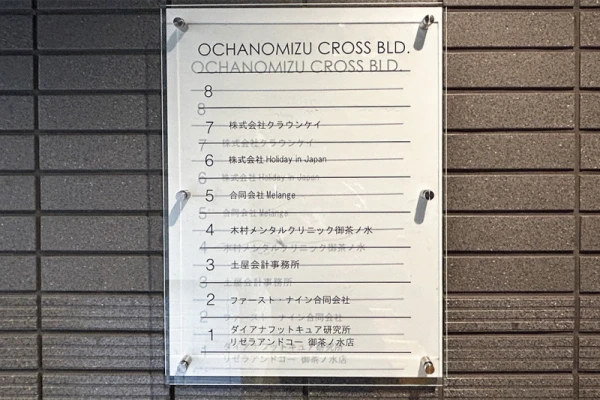 OCHANOMIZU CROSS BLD.
8
7 株式会社クラウンケイ
6 株式会社Holiday in Japan
5 合同会社Melange
4 木村メンタルクリニック御茶ノ水
3 土屋会計事務所
2 ファースト・ナイン合同会社
1 ダイアナフットキュア研究所
リゼラアンドコー 御茶ノ水店